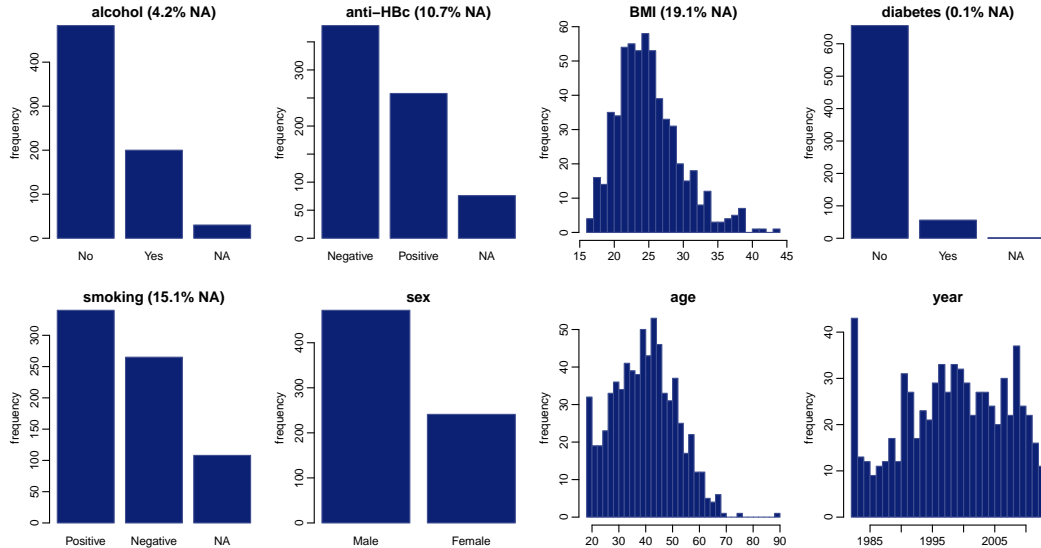 alcohol (4.2% NA)
frequency
0
100
200
300
400
No
Yes
NA
anti−HBc (10.7% NA)
frequency
0
50
100
150
200
250
350
Negative
Positive
NA
BMI (19.1% NA)
frequency
0
10
20
30
40
50
60
15
20
25
30
35
40
45
diabetes (0.1% NA)
frequency
0
100
200
300
400
500
600
No
Yes
NA
smoking (15.1% NA)
frequency
0
50
100
150
200
250
300
Positive
Negative
NA
sex
frequency
0
100
200
300
400
Male
Female
age
frequency
0
10
20
30
40
50
20
30
40
50
60
70
80
90
year
frequency
0
10
20
30
40
1985
1995
2005